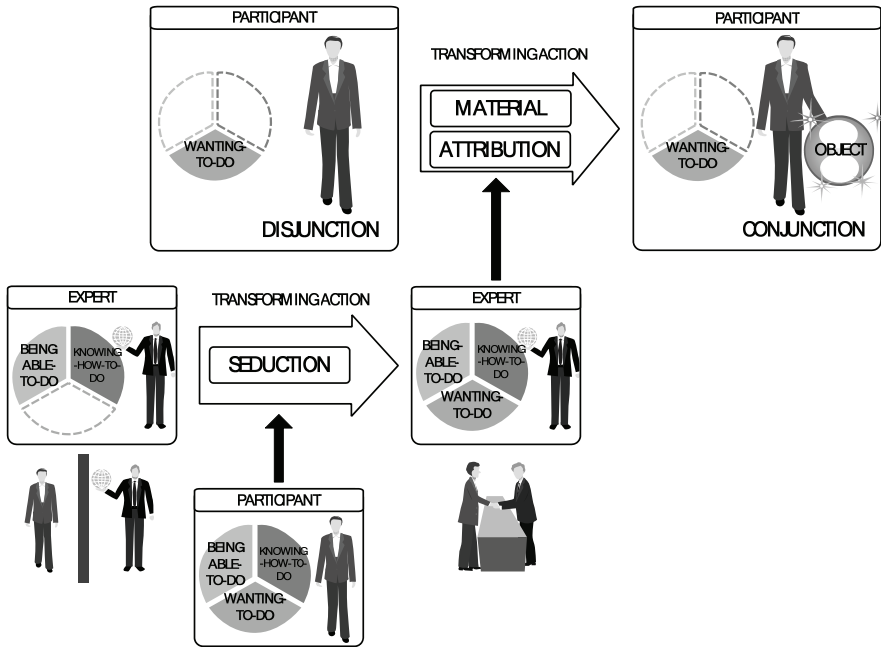 PARTICIPANT
WANTING-
TO-DO
DISJUNCTION
TRANSFORMING ACTION
MATERIAL
ATTRIBUTION
PARTICIPANT
WANTING-
TO-DO
OBJECT
CONJUNCTION
EXPERT
BEING
ABLE-
TO-DO
KNOWING
-HOW-TO-
DO
TRANSFORMING ACTION
SEDUCTION
EXPERT
BEING-
ABLE-
TO-DO
KNOWING
-HOW-TO-
DO
WANTING-
TO-DO
PARTICIPANT
BEING
ABLE-
TO-DO
KNOWING
-HOW-TO-
DO
WANTING-
TO-DO